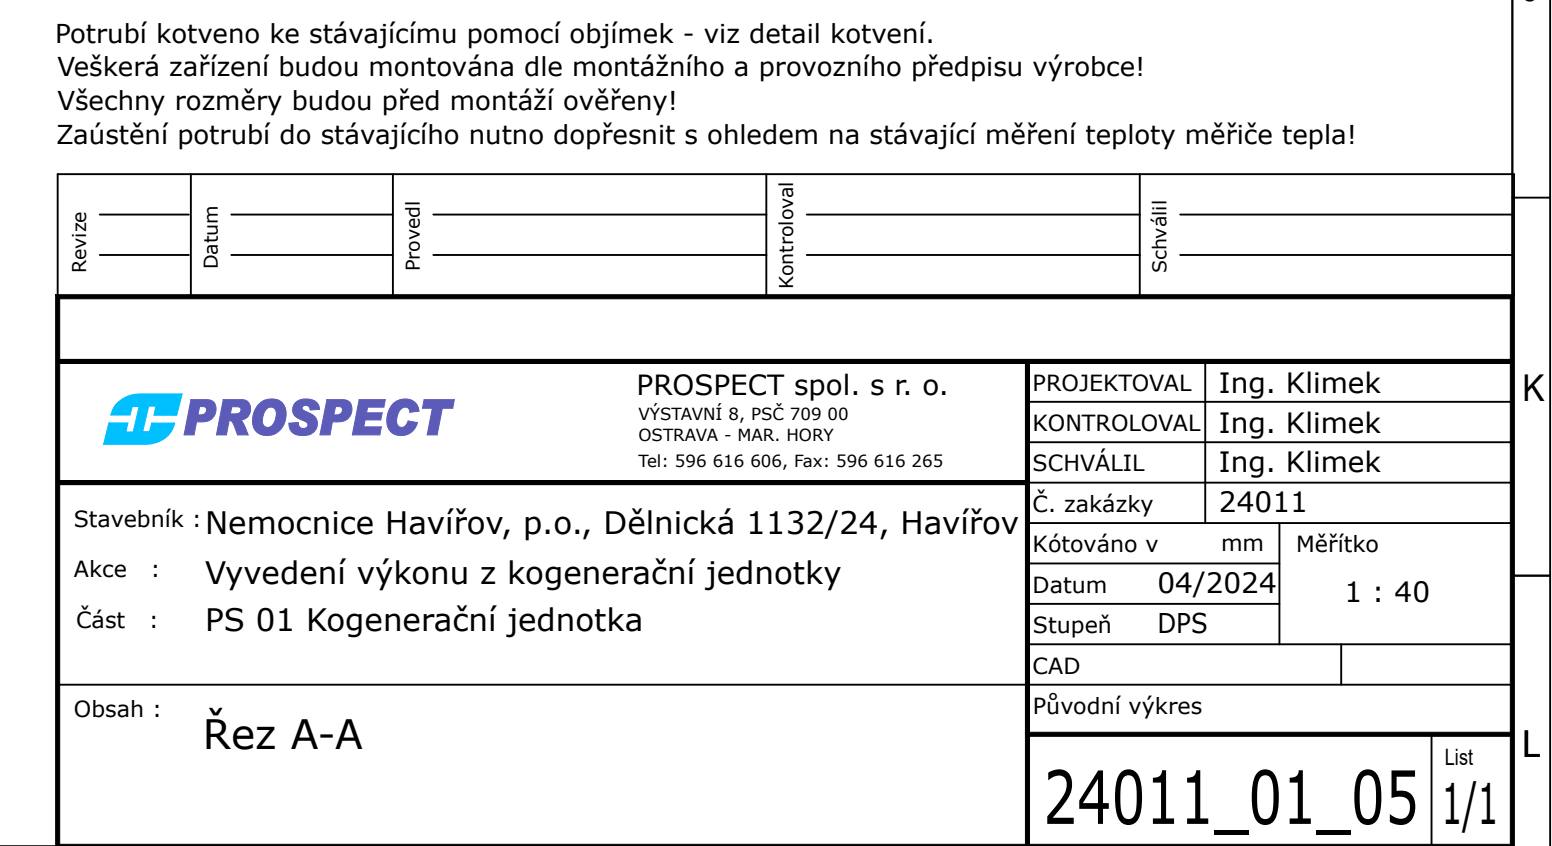 Potrubí kotveno ke stávajícímu pomocí objímek - viz detail kotvení.
Veškerá zařízení budou montována dle montážního a provozního předpisu výrobce!
Všechny rozměry budou před montáží ověřeny!
Zaústění potrubí do stávajícího nutno dopřesnit s ohledem na stávající měření teploty měřiče tepla!
Revize
Datum
Provedl
Kontroloval
Schválil
PROSPECT
PROSPECT spol. s r. o.
VÝSTAVNÍ 8, PSČ 709 00
OSTRAVA - MAR. HORY
Tel: 596 616 606, Fax: 596 616 265
PROJEKTOVAL Ing. Klimek
KONTROLOVAL Ing. Klimek
SCHVÁLIL Ing. Klimek
Č. zakázky 24011
Kótováno v mm
Měřítko
1 : 40
Datum 04/2024
Stupeň DPS
CAD
Původní výkres
Stavebník : Nemocnice Havířov, p.o., Dělnická 1132/24, Havířov
Akce : Vyvedení výkonu z kogenerační jednotky
Část : PS 01 Kogenerační jednotka
Obsah : Řez A-A
24011_01_05
List
1/1
K
L